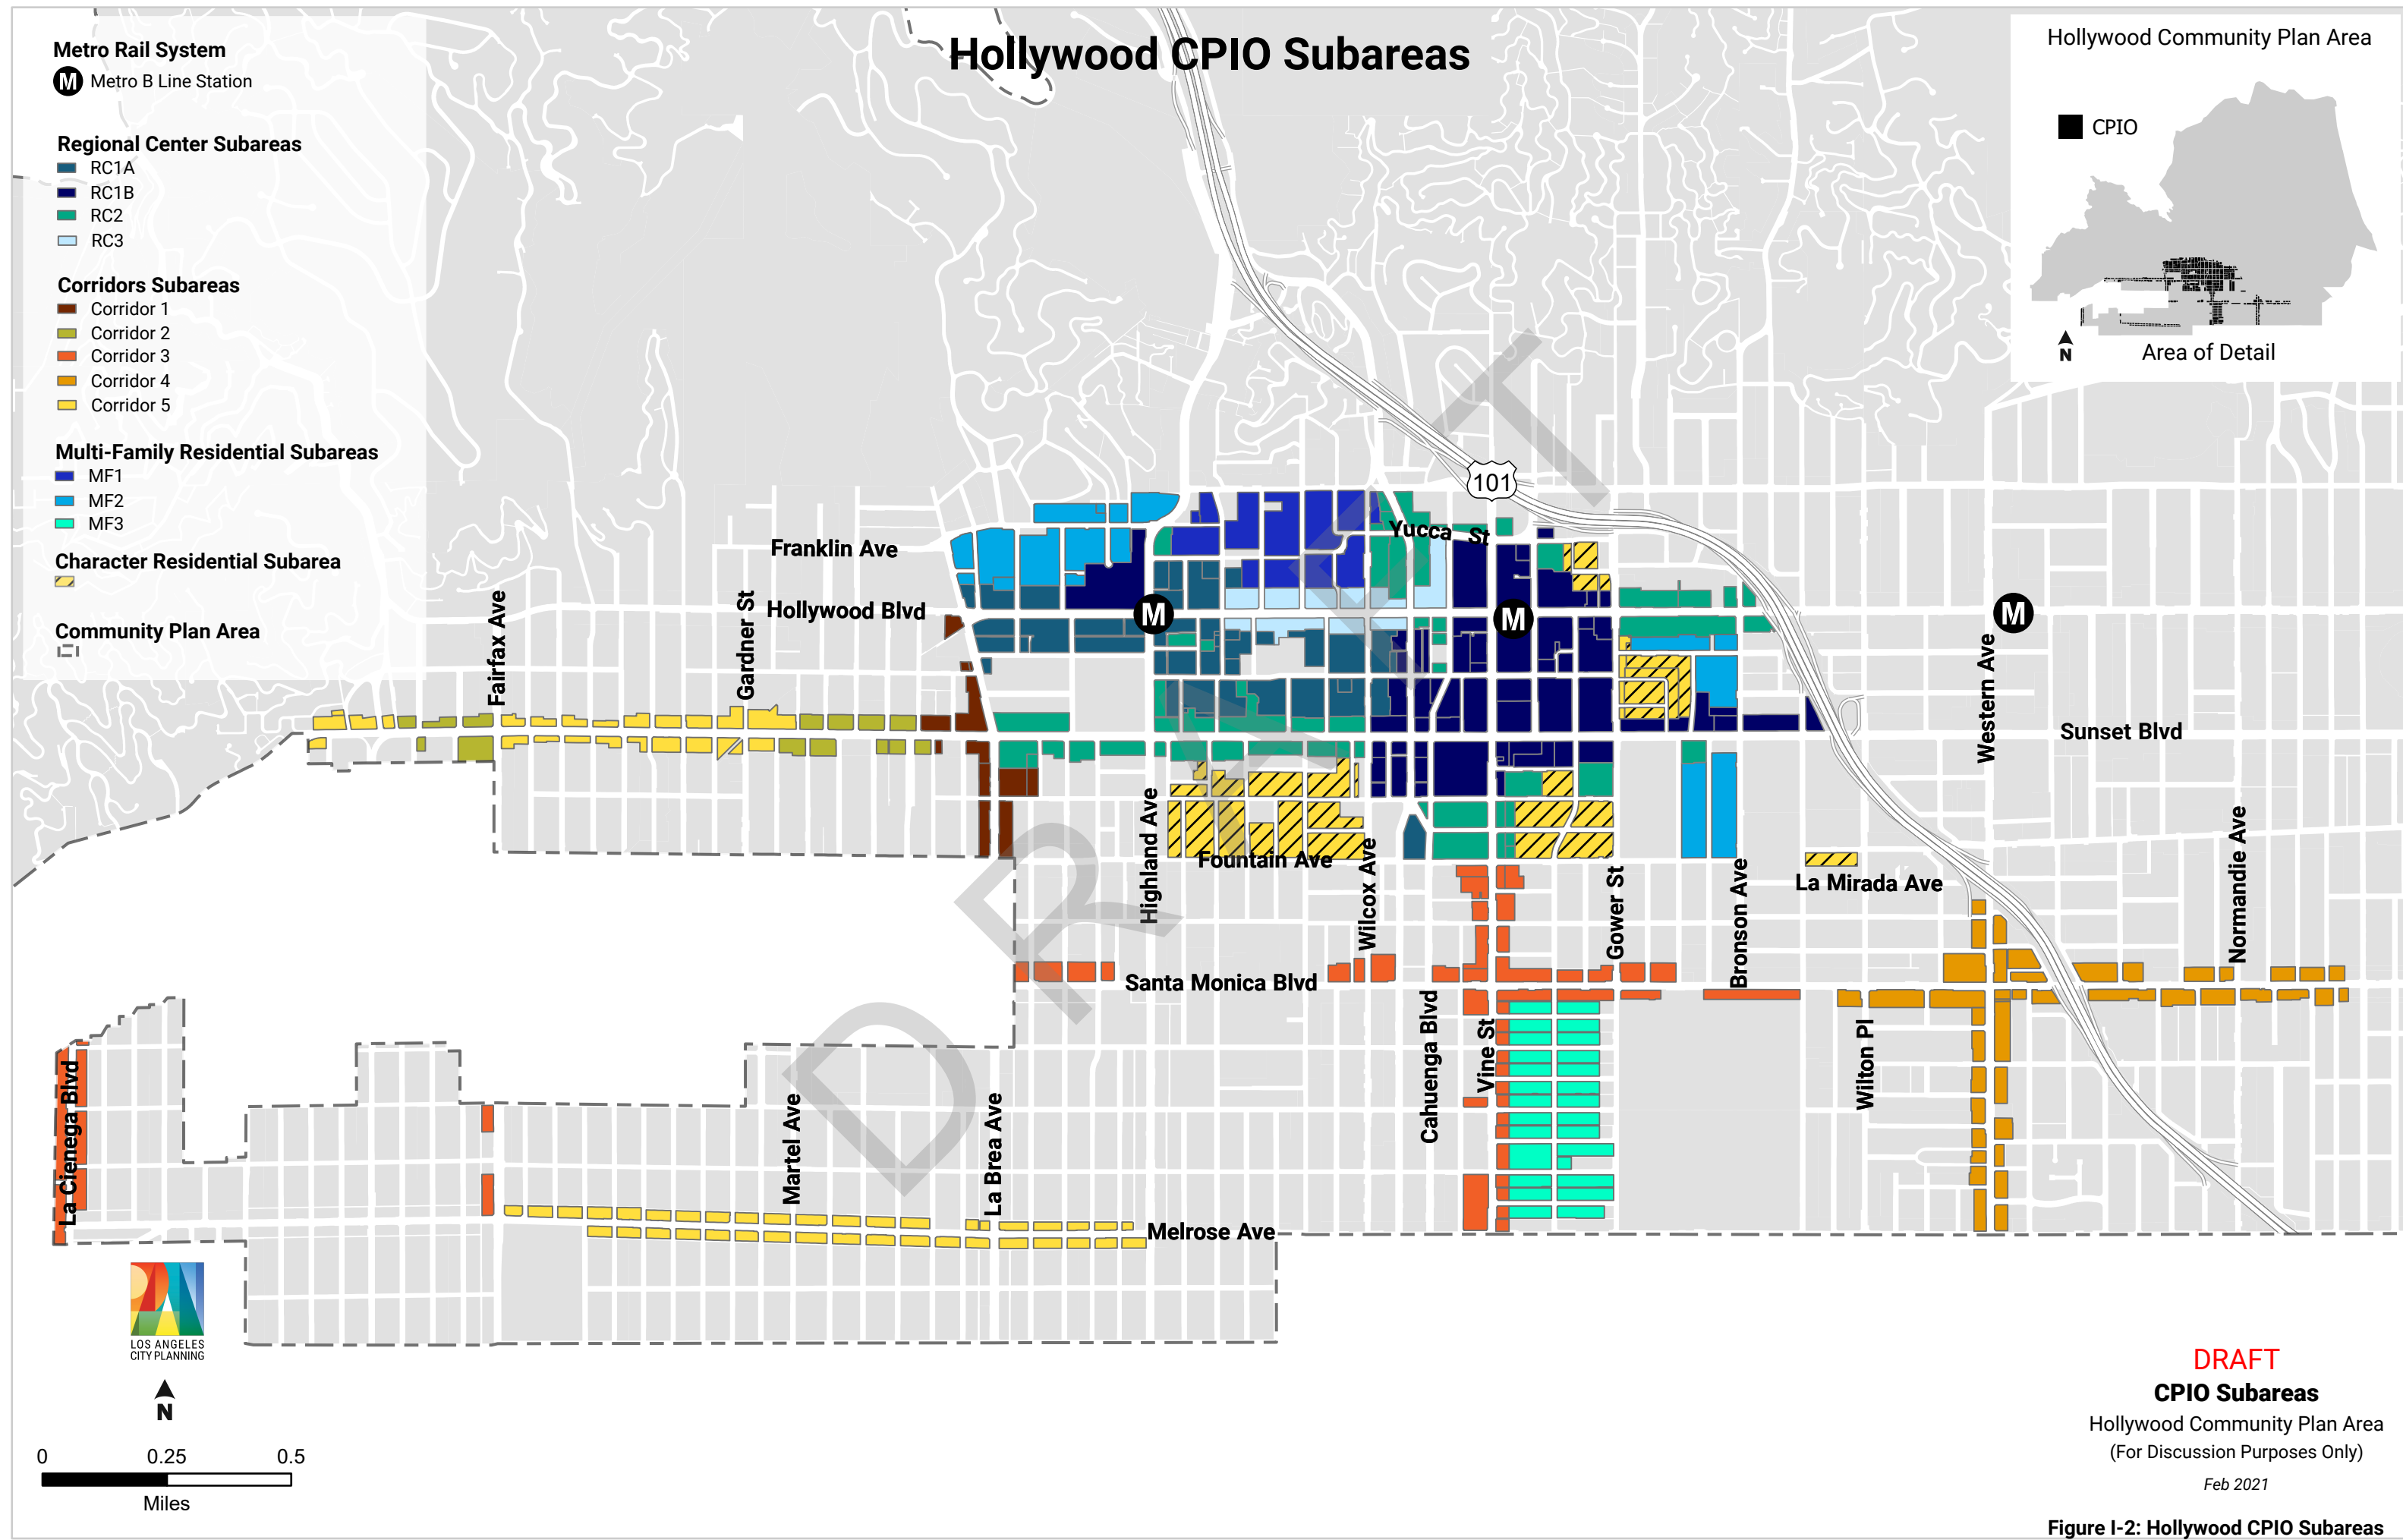 Hollywood CPIO Subareas
Metro Rail System
M Metro B Line Station
Regional Center Subareas
RC1A
RC1B
RC2
RC3
Corridors Subareas
Corridor 1
Corridor 2
Corridor 3
Corridor 4
Corridor 5
Multi-Family Residential Subareas
MF1
MF2
MF3
Character Residential Subarea
Community Plan Area
Hollywood Community Plan Area
CPIO
N
Area of Detail
101
Yucca St
Franklin Ave
Hollywood Blvd
M
M
M
Fairfax Ave
Gardner St
Western Ave
Sunset Blvd
Highland Ave
Fountain Ave
Wilcox Ave
Gower St
Bronson Ave
La Mirada Ave
Normandie Ave
Santa Monica Blvd
Cahuenga Blvd
Vine St
Wilton Pl
La Cienega Blvd
Martel Ave
La Brea Ave
Melrose Ave
DRAFT
LOS ANGELES
CITY PLANNING
N
0 0.25 0.5
Miles
DRAFT
CPIO Subareas
Hollywood Community Plan Area
(For Discussion Purposes Only)
Feb 2021
Figure I-2: Hollywood CPIO Subareas